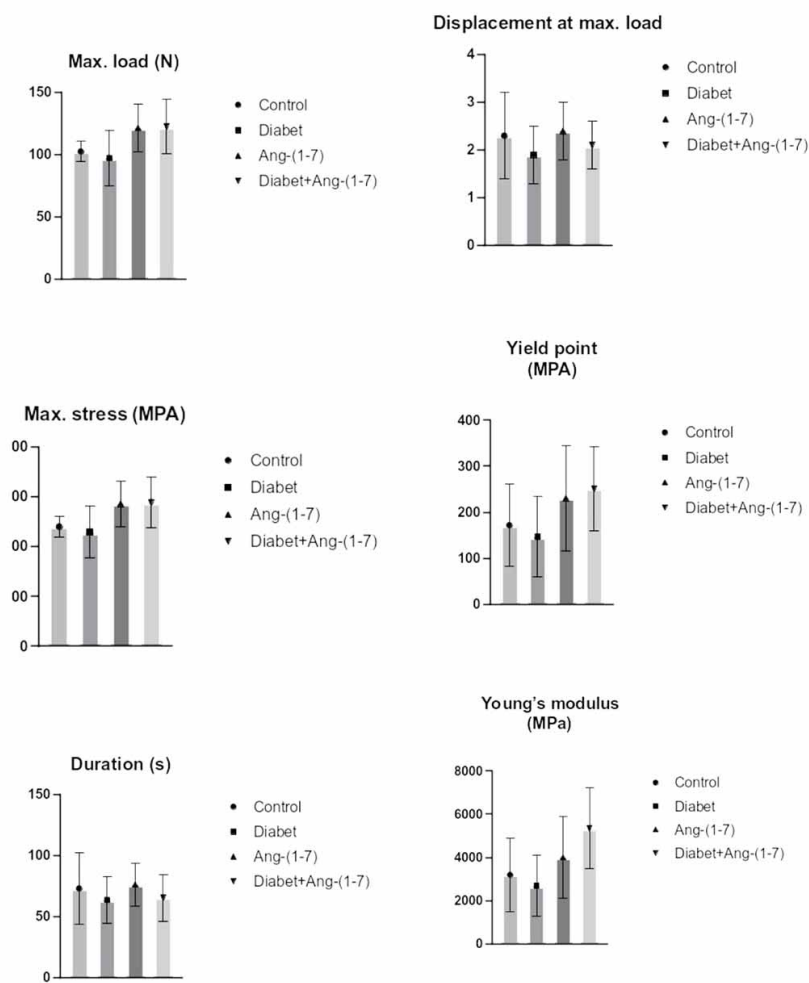 Max. load (N)
150
100
50
0
Control
Diabet
Ang-(1-7)
Diabet+Ang-(1-7)
Displacement at max. load
4
3
2
1
0
Control
Diabet
Ang-(1-7)
Diabet+Ang-(1-7)
Max. stress (MPA)
00
00
00
00
0
Control
Diabet
Ang-(1-7)
Diabet+Ang-(1-7)
Yield point
(MPA)
400
300
200
100
0
Control
Diabet
Ang-(1-7)
Diabet+Ang-(1-7)
Duration (s)
150
100
50
0
Control
Diabet
Ang-(1-7)
Diabet+Ang-(1-7)
Young's modulus
(MPa)
8000
6000
4000
2000
0
Control
Diabet
Ang-(1-7)
Diabet+Ang-(1-7)